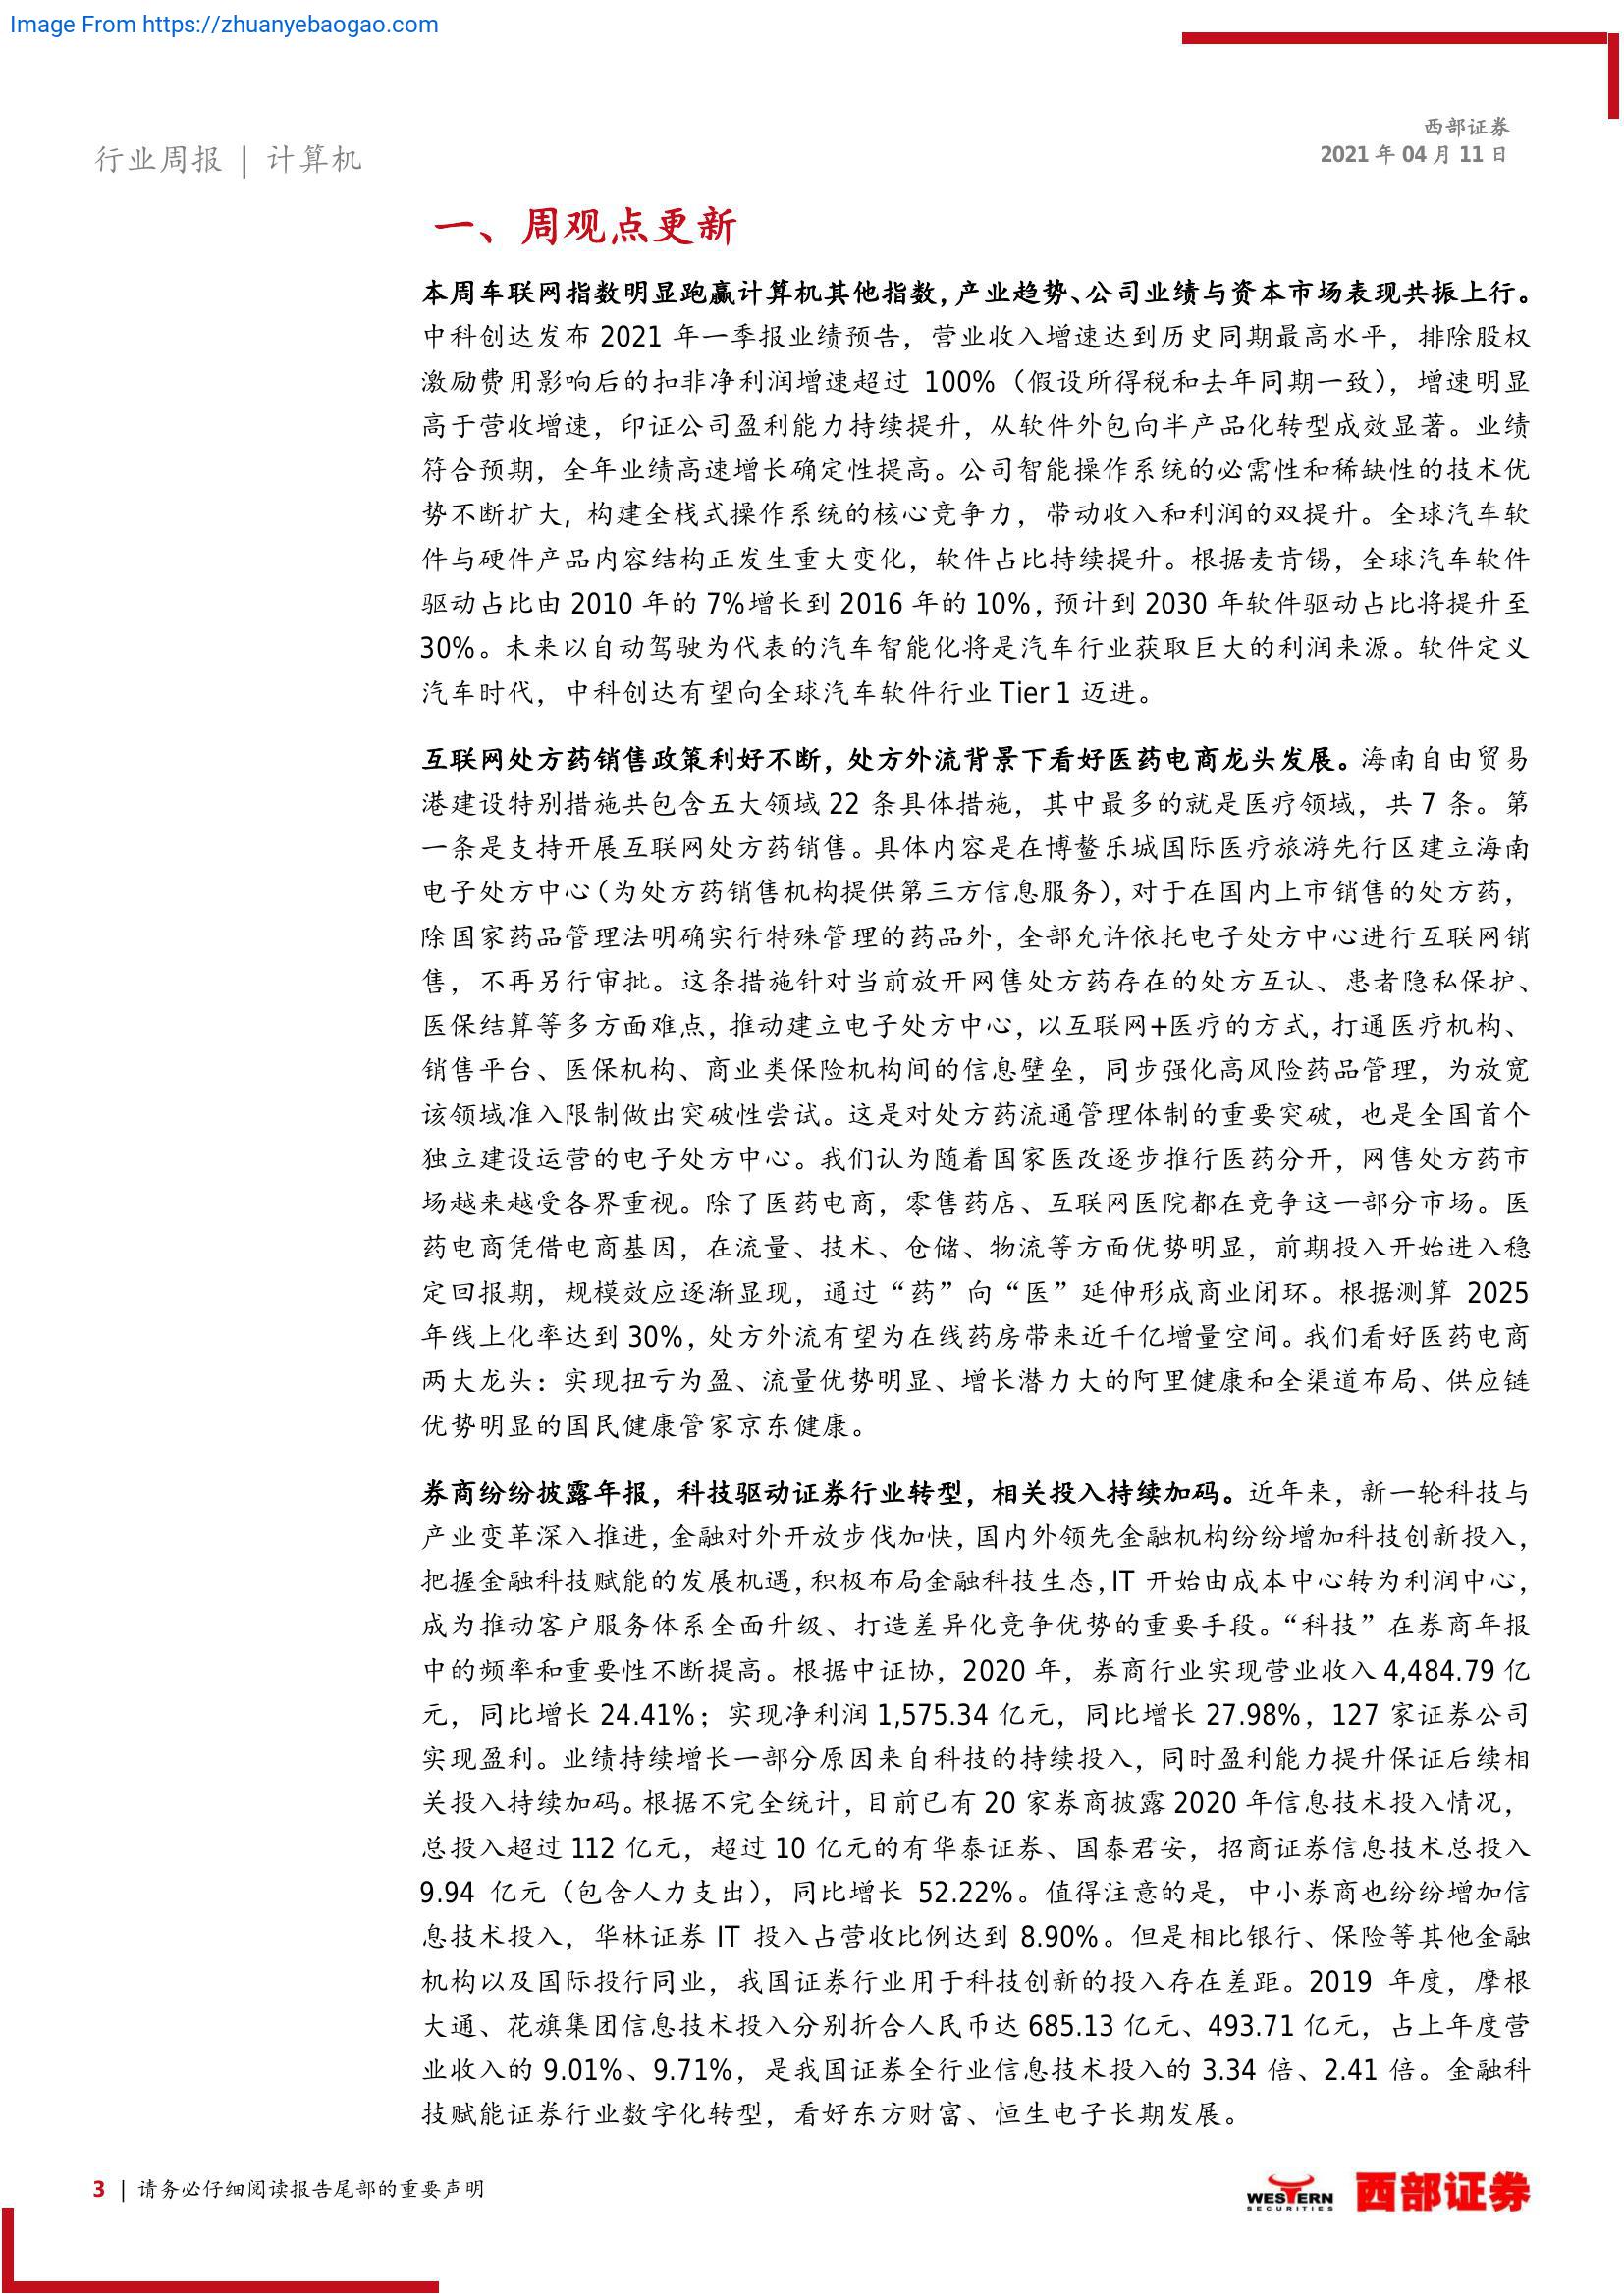 Image From https://zhuanyebaogao.com
西部证券
2021 年 04 月 11 日
行业周报 | 计算机
一、周观点更新
本周车联网指数明显跑赢计算机其他指数，产业趋势、公司业绩与资本市场表现共振上行。
中科创达发布 2021 年一季报业绩预告，营业收入增速达到历史同期最高水平，排除股权
激励费用影响后的扣非净利润增速超过 100%（假设所得税和去年同期一致），增速明显
高于营收增速，印证公司盈利能力持续提升，从软件外包向半产品化转型成效显著。业绩
符合预期，全年业绩高速增长确定性提高。公司智能操作系统的必需性和稀缺性的技术优
势不断扩大，构建全栈式操作系统的核心竞争力，带动收入和利润的双提升。全球汽车软
件与硬件产品内容结构正发生重大变化，软件占比持续提升。根据麦肯锡，全球汽车软件
驱动占比由 2010 年的 7%增长到 2016 年的 10%，预计到 2030 年软件驱动占比将提升至
30%。未来以自动驾驶为代表的汽车智能化将是汽车行业获取巨大的利润来源。软件定义
汽车时代，中科创达有望向全球汽车软件行业 Tier 1 迈进。
互联网处方药销售政策利好不断，处方外流背景下看好医药电商龙头发展。海南自由贸易
港建设特别措施共包含五大领域 22 条具体措施，其中最多的就是医疗领域，共 7 条。第
一条是支持开展互联网处方药销售。具体内容是在博鳌乐城国际医疗旅游先行区建立海南
电子处方中心（为处方药销售机构提供第三方信息服务），对于在国内上市销售的处方药，
除国家药品管理法明确实行特殊管理的药品外，全部允许依托电子处方中心进行互联网销
售，不再另行审批。这条措施针对当前放开网售处方药存在的处方互认、患者隐私保护、
医保结算等多方面难点，推动建立电子处方中心，以互联网+医疗的方式，打通医疗机构、
销售平台、医保机构、商业类保险机构间的信息壁垒，同步强化高风险药品管理，为放宽
该领域准入限制做出突破性尝试。这是对处方药流通管理体制的重要突破，也是全国首个
独立建设运营的电子处方中心。我们认为随着国家医改逐步推行医药分开，网售处方药市
场越来越受各界重视。除了医药电商，零售药店、互联网医院都在竞争这一部分市场。医
药电商凭借电商基因，在流量、技术、仓储、物流等方面优势明显，前期投入开始进入稳
定回报期，规模效应逐渐显现，通过“药”向“医”延伸形成商业闭环。根据测算 2025
年线上化率达到 30%，处方外流有望为在线药房带来近千亿增量空间。我们看好医药电商
两大龙头：实现扭亏为盈、流量优势明显、增长潜力大的阿里健康和全渠道布局、供应链
优势明显的国民健康管家京东健康。
券商纷纷披露年报，科技驱动证券行业转型，相关投入持续加码。近年来，新一轮科技与
产业变革深入推进，金融对外开放步伐加快，国内外领先金融机构纷纷增加科技创新投入，
把握金融科技赋能的发展机遇，积极布局金融科技生态，IT 开始由成本中心转为利润中心，
成为推动客户服务体系全面升级、打造差异化竞争优势的重要手段。“科技”在券商年报
中的频率和重要性不断提高。根据中证协，2020 年，券商行业实现营业收入 4,484.79 亿
元，同比增长 24.41%；实现净利润 1,575.34 亿元，同比增长 27.98%，127 家证券公司
实现盈利。业绩持续增长一部分原因来自科技的持续投入，同时盈利能力提升保证后续相
关投入持续加码。根据不完全统计，目前已有 20 家券商披露 2020 年信息技术投入情况，
总投入超过 112 亿元，超过 10 亿元的有华泰证券、国泰君安，招商证券信息技术总投入
9.94 亿元（包含人力支出），同比增长 52.22%。值得注意的是，中小券商也纷纷增加信
息技术投入，华林证券 IT 投入占营收比例达到 8.90%。但是相比银行、保险等其他金融
机构以及国际投行同业，我国证券行业用于科技创新的投入存在差距。2019 年度，摩根
大通、花旗集团信息技术投入分别折合人民币达 685.13 亿元、493.71 亿元，占上年度营
业收入的 9.01%、9.71%，是我国证券全行业信息技术投入的 3.34 倍、2.41 倍。金融科
技赋能证券行业数字化转型，看好东方财富、恒生电子长期发展。
3 | 请务必仔细阅读报告尾部的重要声明
WESTERN
SECURITIES
西部证券